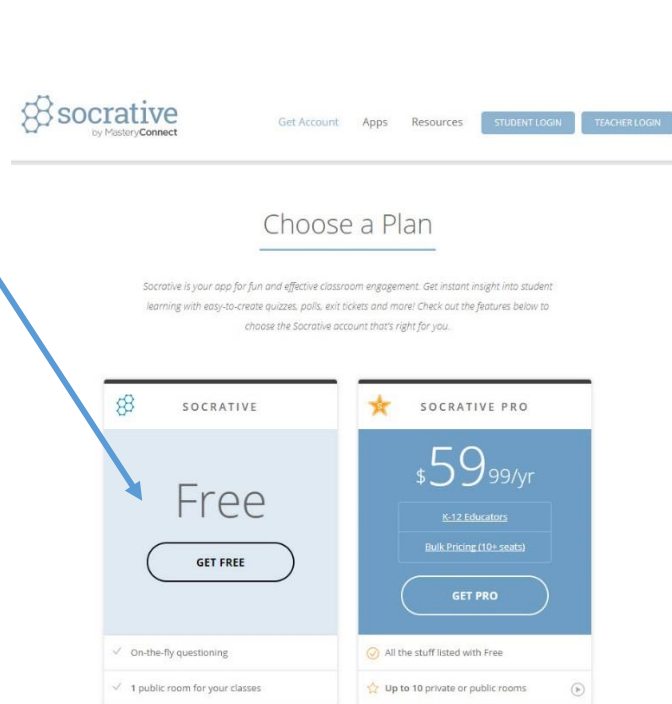 socrative
by MasteryConnect
Get Account Apps Resources STUDENT LOGIN TEACHER LOGIN
Choose a Plan
Socrative is your app for fun and effective classroom engagement. Get instant insight into student
learning with easy-to-create quizzes, polls, exit tickets and more! Check out the features below to
choose the Socrative account that's right for you.
SOCRATIVE
Free
GET FREE
✓ On-the-fly questioning
✓ 1 public room for your classes
SOCRATIVE PRO
$59 99/yr
K-12 Educators
Bulk Pricing (10+ seats)
GET PRO
All the stuff listed with Free
Up to 10 private or public rooms